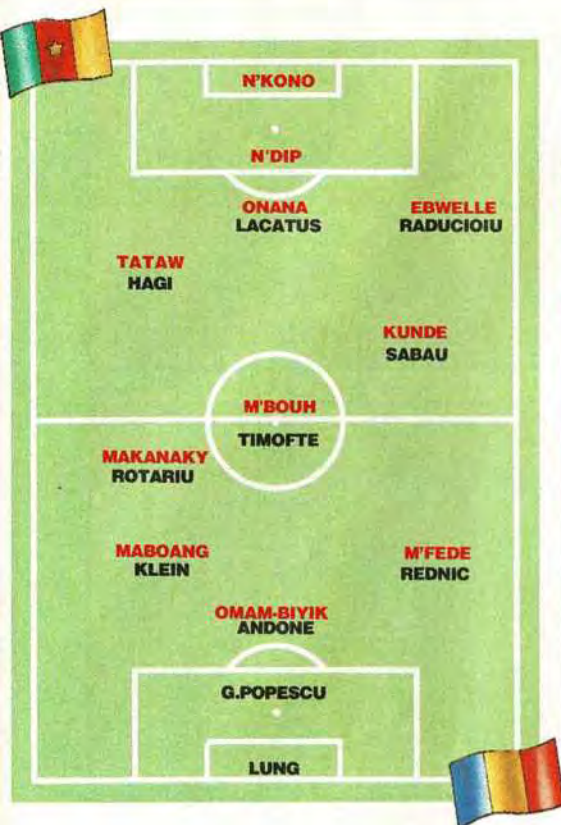 N'KONO
N'DIP
ONANA
LACATUS
EBWELLE
RADUCIOIU
TATAW
HAGI
KUNDE
SABAU
M'BOUH
TIMOFTE
MAKANAKY
ROTARIU
MABOANG
KLEIN
M'FEDE
REDNIC
OMAM-BIYIK
ANDONE
G.POPESCU
LUNG